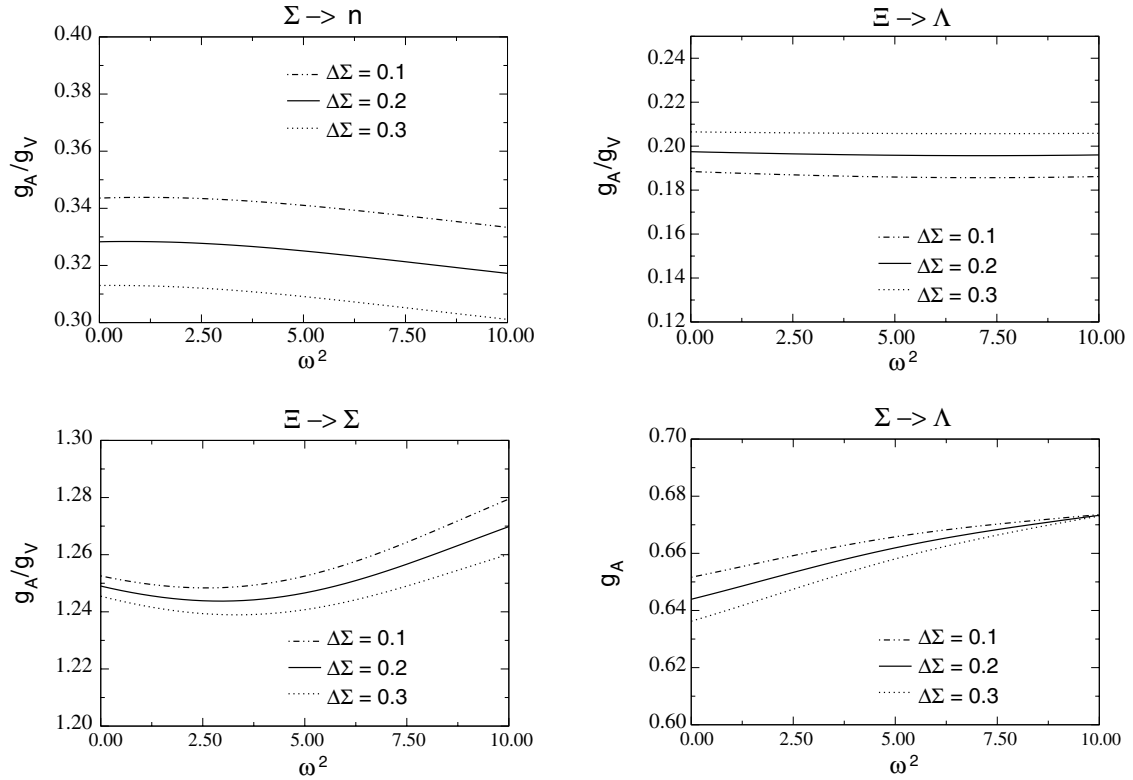 Σ –> n
0.40
0.38
0.36
0.34
0.32
0.30
g_A/g_V
ΔΣ = 0.1
ΔΣ = 0.2
ΔΣ = 0.3
0.00 2.50 5.00 7.50 10.00
ω²
Ξ –> Λ
0.24
0.22
0.20
0.18
0.16
0.14
0.12
g_A/g_V
ΔΣ = 0.1
ΔΣ = 0.2
ΔΣ = 0.3
0.00 2.50 5.00 7.50 10.00
ω²
Ξ –> Σ
1.30
1.28
1.26
1.24
1.22
1.20
g_A/g_V
ΔΣ = 0.1
ΔΣ = 0.2
ΔΣ = 0.3
0.00 2.50 5.00 7.50 10.00
ω²
Σ –> Λ
0.70
0.68
0.66
0.64
0.62
0.60
g_A
ΔΣ = 0.1
ΔΣ = 0.2
ΔΣ = 0.3
0.00 2.50 5.00 7.50 10.00
ω²